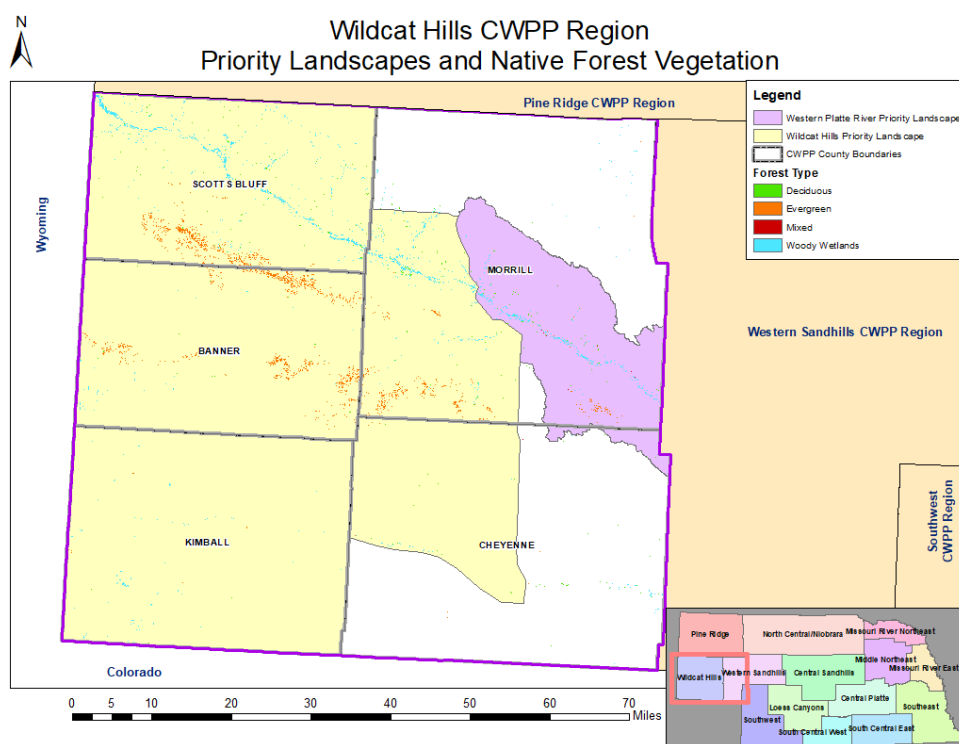 N
Wildcat Hills CWPP Region
Priority Landscapes and Native Forest Vegetation
Pine Ridge CWPP Region
Legend
Western Platte River Priority Landscape
Wildcat Hills Priority Landscape
CWPP County Boundaries
Forest Type
Deciduous
Evergreen
Mixed
Woody Wetlands
SCOTTS BLUFF
Wyoming
MORRILL
Western Sandhills CWPP Region
BANNER
Southwest
CWPP Region
KIMBALL
CHEYENNE
Colorado
0 5 10 20 30 40 50 60 70
Miles
Pine Ridge
North Central/Niobrara
Missouri River Northeast
Middle Northeast
Missouri River East
Wildcat Hills
Western Sandhills
Central Sandhills
Central Platte
Loess Canyons
Southeast
Southwest
South Central West
South Central East